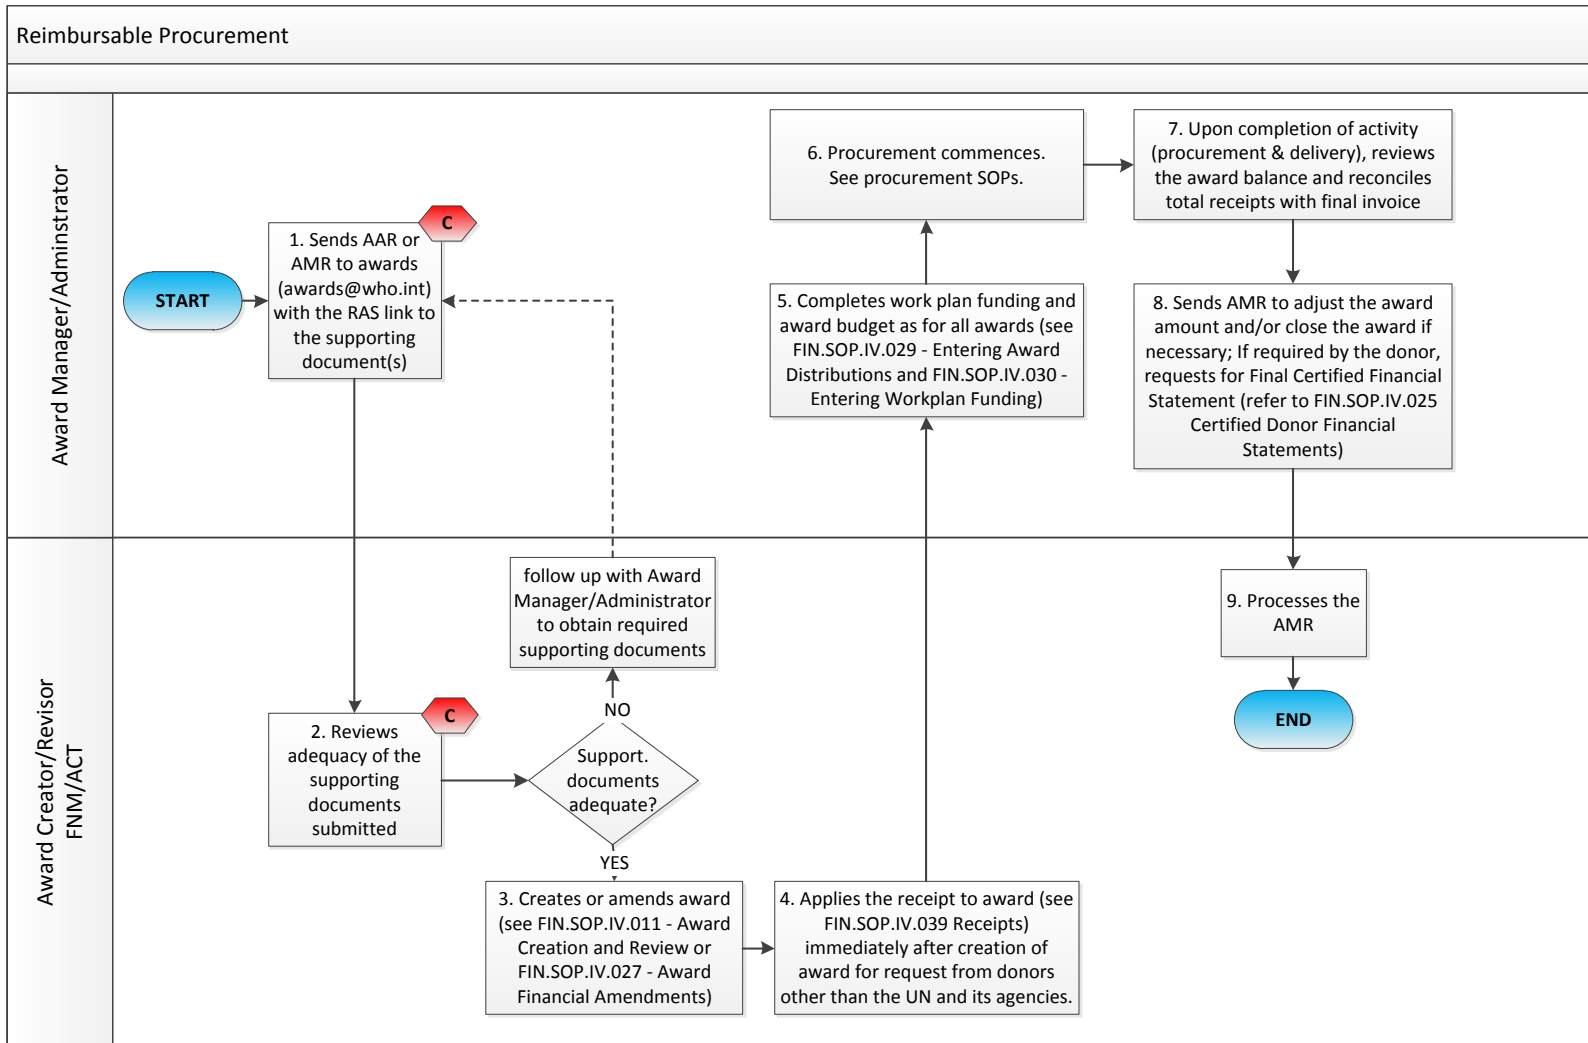 Reimbursable Procurement
Award Manager/Adminstrator
START
C
1. Sends AAR or
AMR to awards
(awards@who.int)
with the RAS link to
the supporting
document(s)
6. Procurement commences.
See procurement SOPs.
7. Upon completion of activity
(procurement & delivery), reviews
the award balance and reconciles
total receipts with final invoice
5. Completes work plan funding and
award budget as for all awards (see
FIN.SOP.IV.029 - Entering Award
Distributions and FIN.SOP.IV.030 -
Entering Workplan Funding)
8. Sends AMR to adjust the award
amount and/or close the award if
necessary; If required by the donor,
requests for Final Certified Financial
Statement (refer to FIN.SOP.IV.025
Certified Donor Financial
Statements)
Award Creator/Revisor
FNM/ACT
follow up with Award
Manager/Administrator
to obtain required
supporting documents
9. Processes the
AMR
END
C
2. Reviews
adequacy of the
supporting
documents
submitted
NO
Support.
documents
adequate?
YES
3. Creates or amends award
(see FIN.SOP.IV.011 - Award
Creation and Review or
FIN.SOP.IV.027 - Award
Financial Amendments)
4. Applies the receipt to award (see
FIN.SOP.IV.039 Receipts)
immediately after creation of
award for request from donors
other than the UN and its agencies.